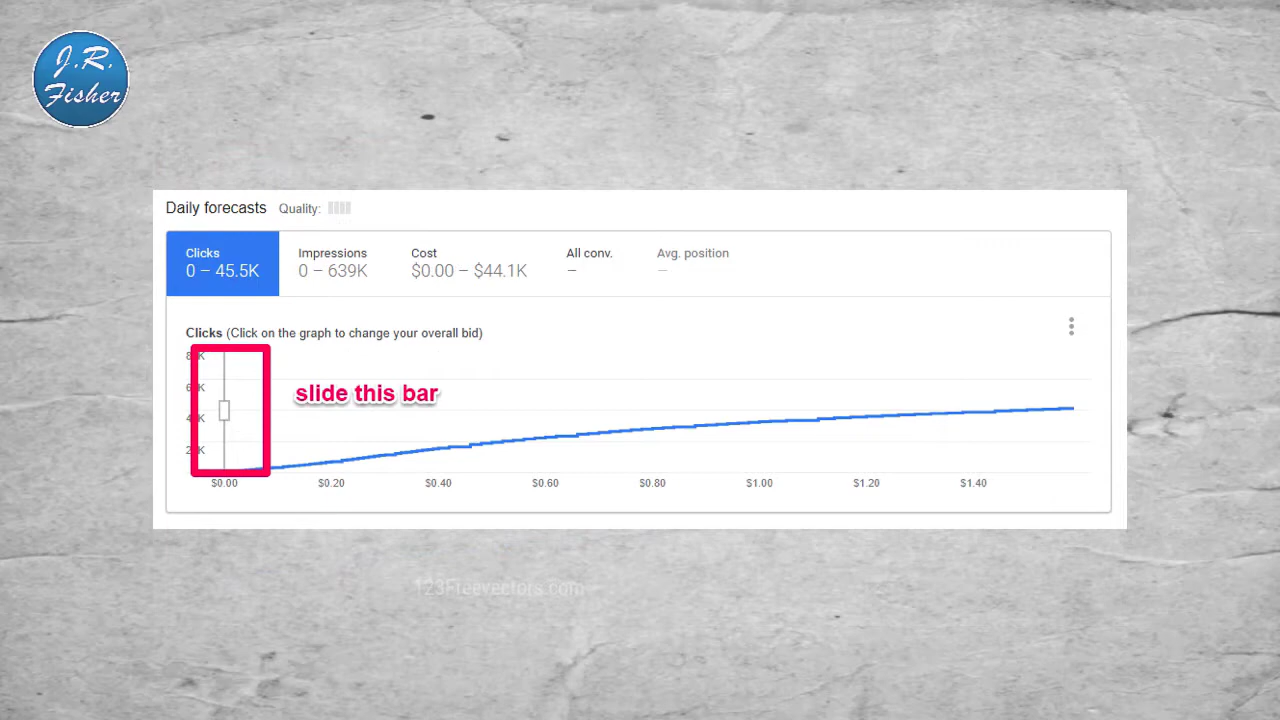 J.R.
Fisher
Daily forecasts Quality:
Clicks Impressions Cost All conv. Avg. position
0 – 45.5K 0 – 639K $0.00 – $44.1K – –
Clicks (Click on the graph to change your overall bid)
slide this bar
$0.00 $0.20 $0.40 $0.60 $0.80 $1.00 $1.20 $1.40
123Freevectors.com